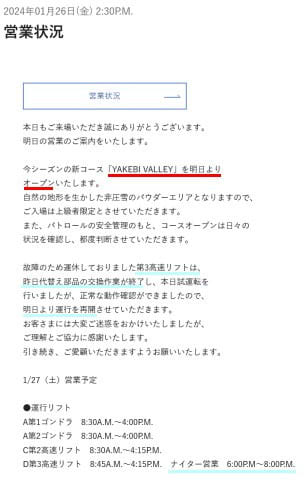 2024年01月26日(金) 2:30P.M.
営業状況
営業状況
本日もご来場いただき誠にありがとうございます。
明日の営業のご案内をいたします。
今シーズンの新コース「YAKEBI VALLEY」を明日より
オープンいたします。
自然の地形を生かした非圧雪のパウダーエリアとなりますので、
ご入場は上級者限定とさせていただきます。
また、パトロールの安全管理のもと、コースオープンは日々の
状況を確認し、都度判断させていただきます。
故障のため運休しておりました第3高速リフトは、
昨日代替え部品の交換作業が終了し、本日試運転を
行いましたが、正常な動作確認ができましたので、
明日より運行を再開させていただきます。
お客さまには大変ご迷惑をおかけいたしましたが、
ご理解とご協力に感謝いたします。
引き続き、ご愛顧いただきますようお願いいたします。
1/27（土）営業予定
●運行リフト
A第1ゴンドラ 8:30A.M.～4:00P.M.
A第2ゴンドラ 8:30A.M.～4:00P.M.
C第2高速リフト 8:30A.M.～4:15P.M.
D第3高速リフト 8:45A.M.～4:15P.M. ナイター営業 6:00P.M～8:00P.M.